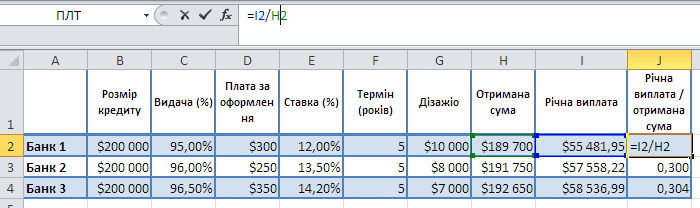 ПЛТ =I2/H2
A B C D E F G H I J
1 Розмір кредиту Видача (%) Плата за оформлення Ставка (%) Термін (років) Дізажіо Отримана сума Річна виплата Річна виплата / отримана сума
2 Банк 1 $200 000 95,00% $300 12,00% 5 $10 000 $189 700 $55 481,95 =I2/H2
3 Банк 2 $200 000 96,00% $250 13,50% 5 $8 000 $191 750 $57 558,22 0,300
4 Банк 3 $200 000 96,50% $350 14,20% 5 $7 000 $192 650 $58 536,99 0,304